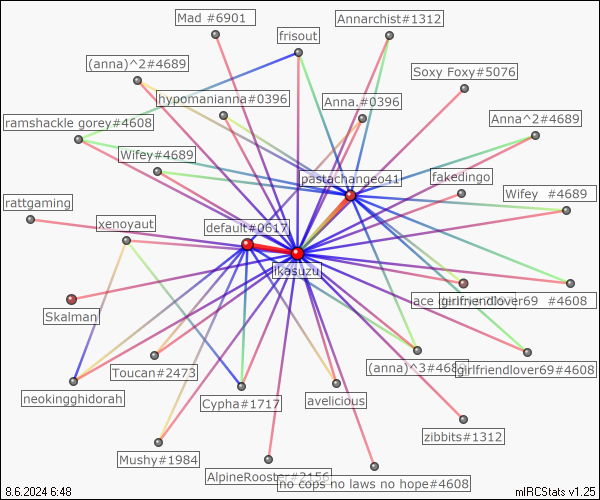 Mad #6901
Annarchist#1312
frisout
(anna)^2#4689
Soxy Foxy#5076
hypomanianna#0396
Anna.#0396
ramshackle gorey#4608
Anna^2#4689
Wifey#4689
pastachangeo41
fakedingo
Wifey #4689
rattgaming
xenoyaut
default#0617
likasuzu
ace
girlfriendlover69 #4608
Skalman
(anna)^3#468
Toucan#2473
girlfriendlover69#4608
neokingghidorah
Cypha#1717
avelicious
zibbits#1312
Mushy#1984
AlpineRooster#2156
no cops no laws no hope#4608
8.6.2024 6:48
mIRCStats v1.25